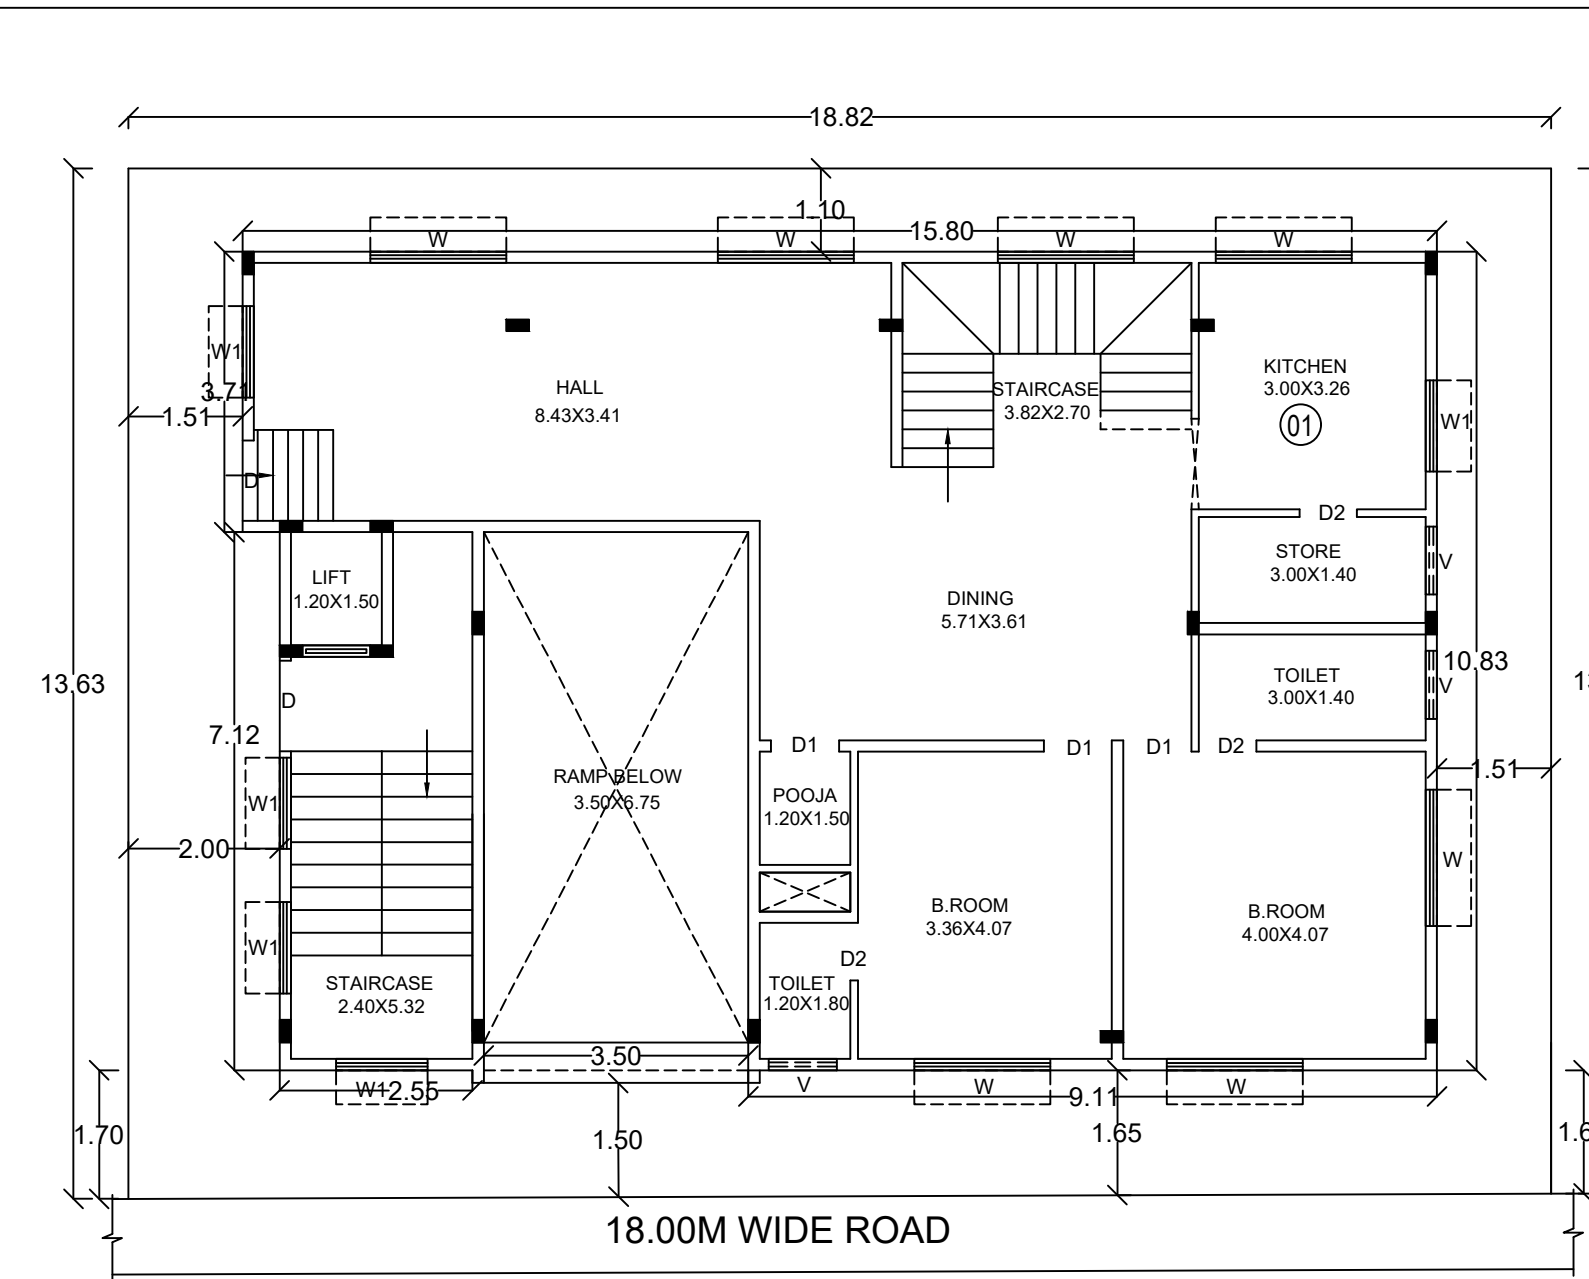 18.82
1.10
15.80
W
W
W
W
W1
3.71
1.51
HALL
8.43X3.41
STAIRCASE
3.82X2.70
KITCHEN
3.00X3.26
01
W1
D
D2
STORE
3.00X1.40
V
LIFT
1.20X1.50
DINING
5.71X3.61
13.63
10.83
TOILET
3.00X1.40
V
D
7.12
D1
D1
D1
D2
1.51
RAMP BELOW
3.50X6.75
POOJA
1.20X1.50
W1
2.00
W
B.ROOM
3.36X4.07
B.ROOM
4.00X4.07
W1
D2
STAIRCASE
2.40X5.32
TOILET
1.20X1.80
3.50
W1
2.55
V
W
W
9.11
1.70
1.50
1.65
18.00M WIDE ROAD